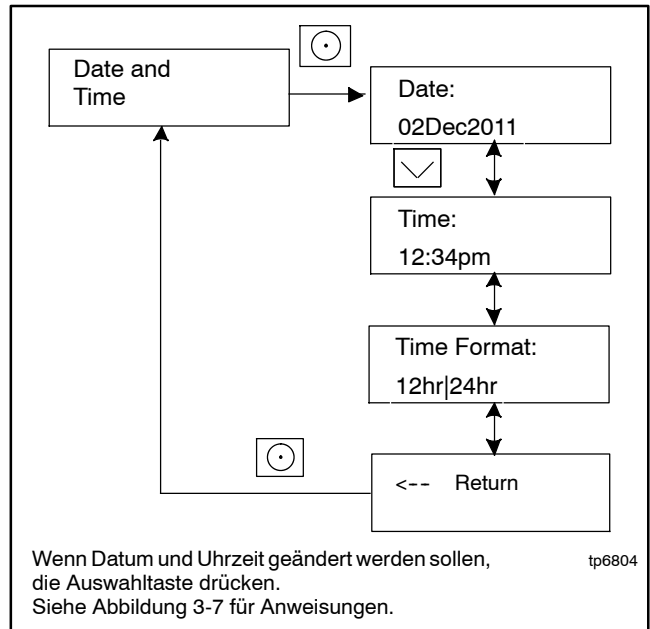 Date and
Time
Date:
02Dec2011
Time:
12:34pm
Time Format:
12hr|24hr
<-- Return
Wenn Datum und Uhrzeit geändert werden sollen,
die Auswahltaste drücken.
Siehe Abbildung 3-7 für Anweisungen.
tp6804